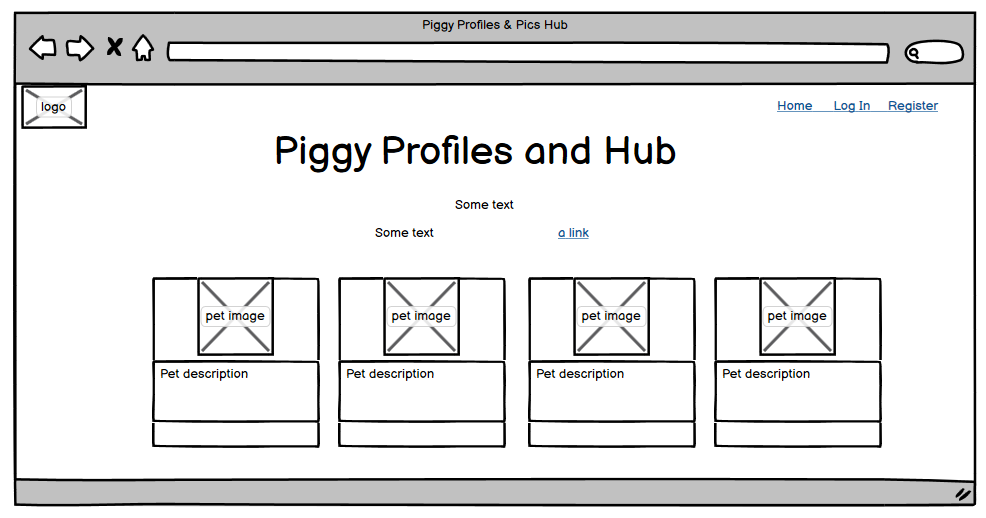 Piggy Profiles & Pics Hub
logo
Home Log In Register
Piggy Profiles and Hub
Some text
Some text a link
pet image pet image pet image pet image
Pet description Pet description Pet description Pet description